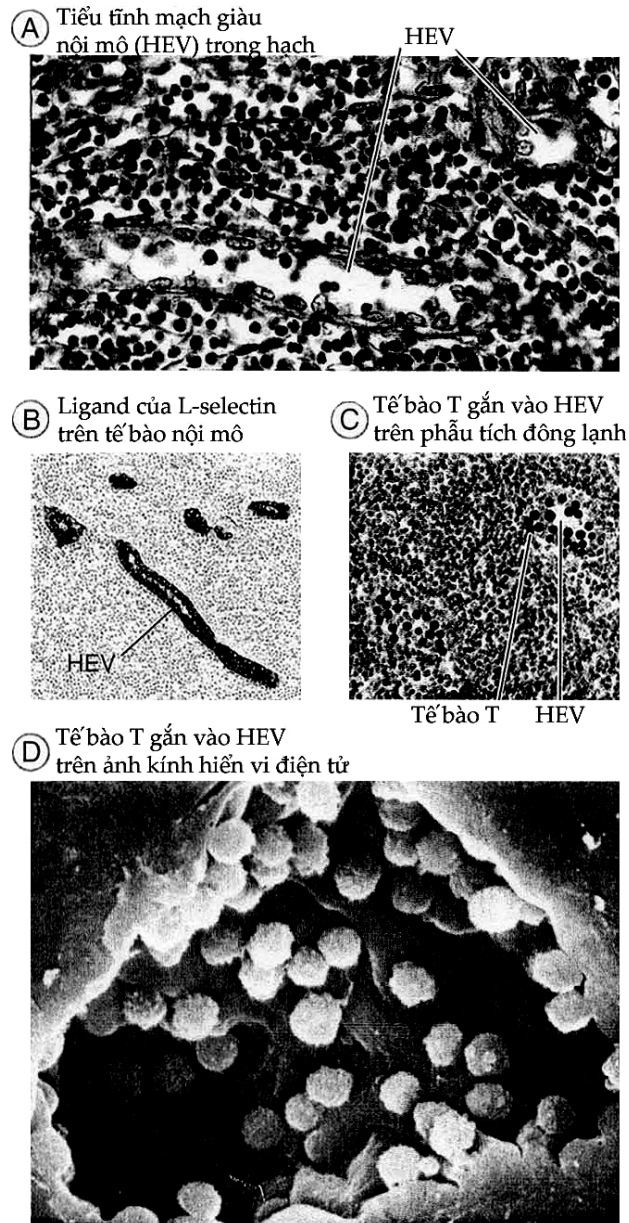 A Tiểu tĩnh mạch giàu
nội mô (HEV) trong hạch
HEV
B Ligand của L-selectin
trên tế bào nội mô
HEV
C Tế bào T gắn vào HEV
trên phẫu tích đông lạnh
Tế bào T HEV
D Tế bào T gắn vào HEV
trên ảnh kính hiển vi điện tử